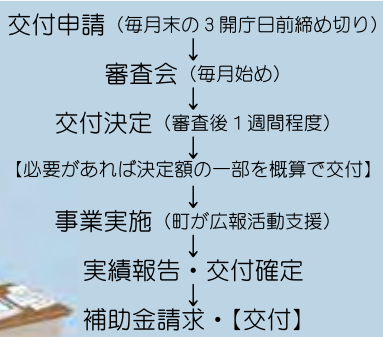 交付申請（毎月末の３開庁日前締め切り）
↓
審査会（毎月始め）
↓
交付決定（審査後１週間程度）
↓
【必要があれば決定額の一部を概算で交付】
↓
事業実施（町が広報活動支援）
↓
実績報告・交付確定
↓
補助金請求・【交付】